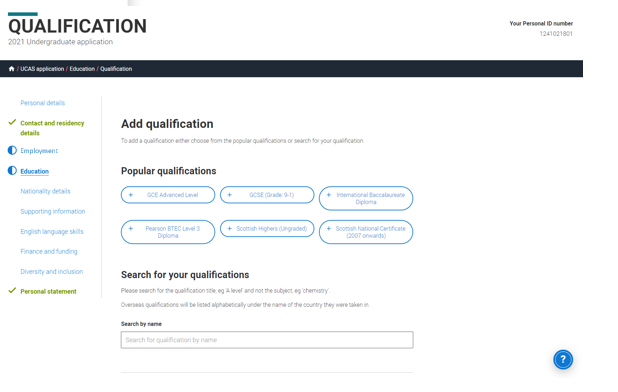 QUALIFICATION
2021 Undergraduate application
Your Personal ID number
1241021801
/ UCAS application / Education / Qualification
Personal details
Contact and residency
details
Employment
Education
Nationality details
Supporting information
English language skills
Finance and funding
Diversity and inclusion
Personal statement
Add qualification
To add a qualification either choose from the popular qualifications or search for your qualification.
Popular qualifications
+ GCE Advanced Level
+ GCSE (Grade: 9-1)
+ International Baccalaureate
Diploma
+ Pearson BTEC Level 3
Diploma
+ Scottish Highers (Ungraded)
+ Scottish National Certificate
(2007 onwards)
Search for your qualifications
Please search for the qualification title, eg 'A level' and not the subject, eg 'chemistry'.
Overseas qualifications will be listed alphabetically under the name of the country they were taken in.
Search by name
Search for qualification by name
?